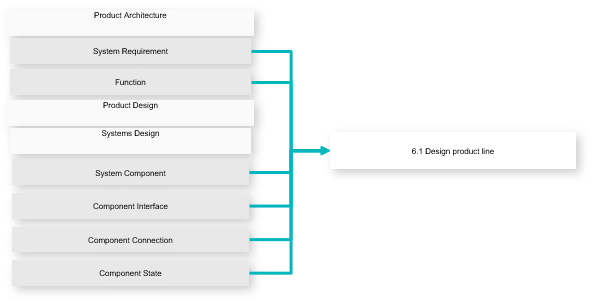 Product Architecture
System Requirement
Function
Product Design
Systems Design
System Component
Component Interface
Component Connection
Component State
6.1 Design product line